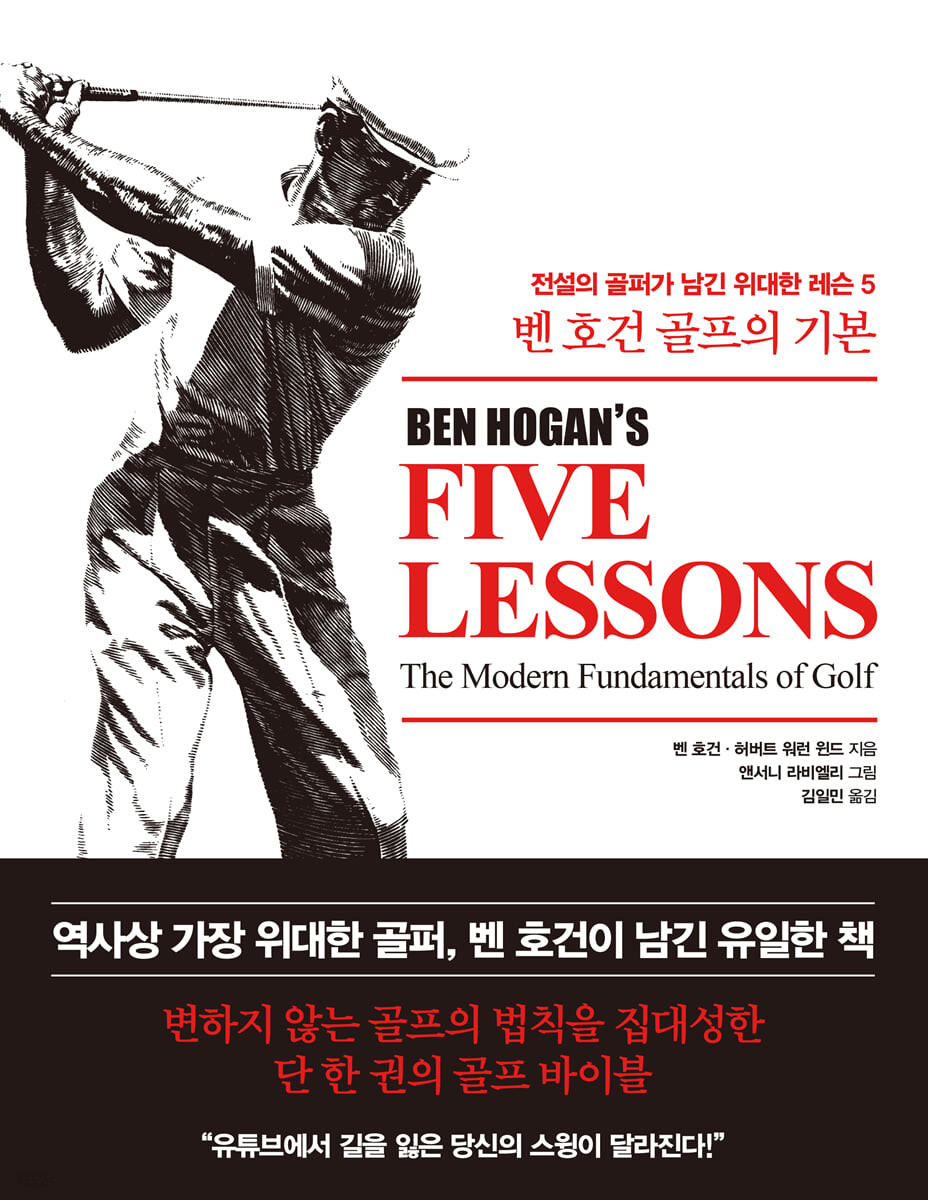 전설의 골퍼가 남긴 위대한 레슨 5
벤 호건 골프의 기본
BEN HOGAN'S
FIVE
LESSONS
The Modern Fundamentals of Golf
벤 호건 · 허버트 워런 윈드 지음
앤서니 라비엘리 그림
김일민 옮김
역사상 가장 위대한 골퍼, 벤 호건이 남긴 유일한 책
변하지 않는 골프의 법칙을 집대성한
단 한 권의 골프 바이블
“유튜브에서 길을 잃은 당신의 스윙이 달라진다!”